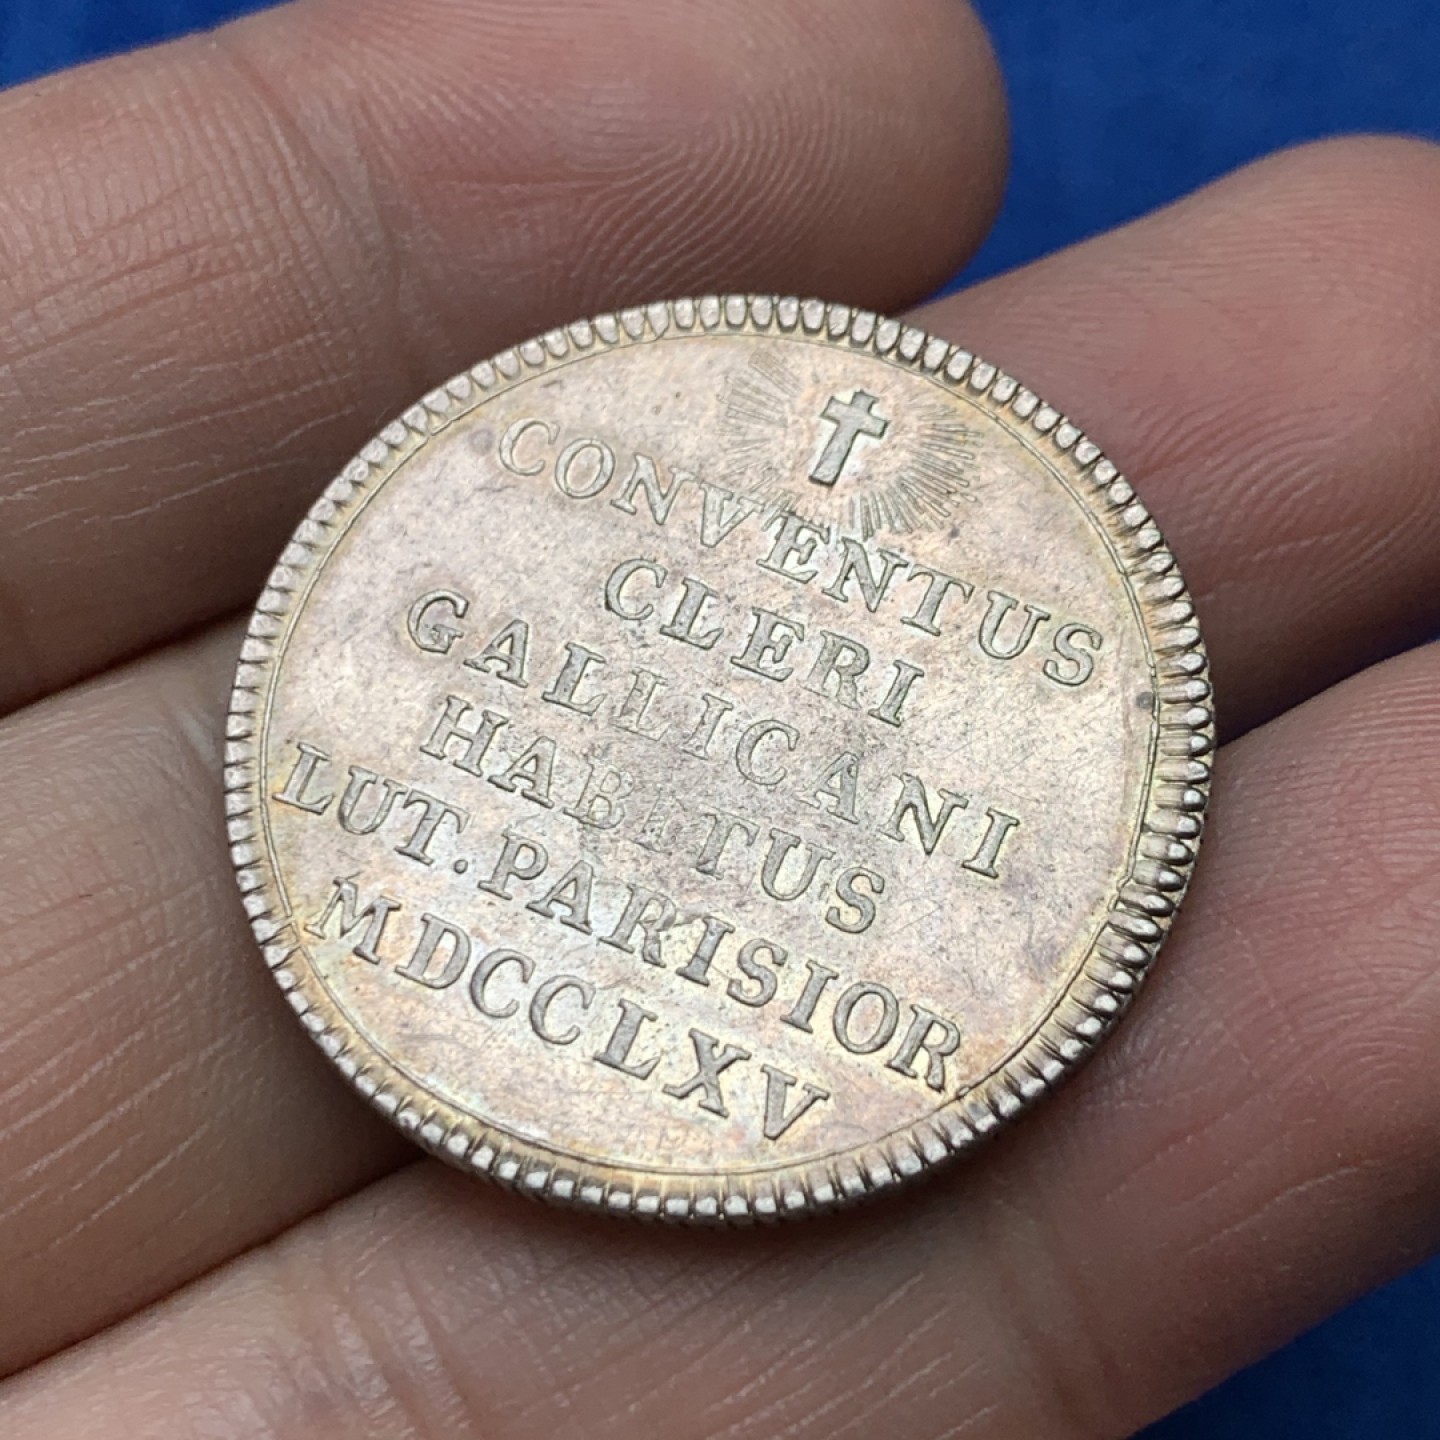 CONVENTUS
CLERI
GALLICANI
HABITUS
LUT. PARISIOR
MDCCLXV